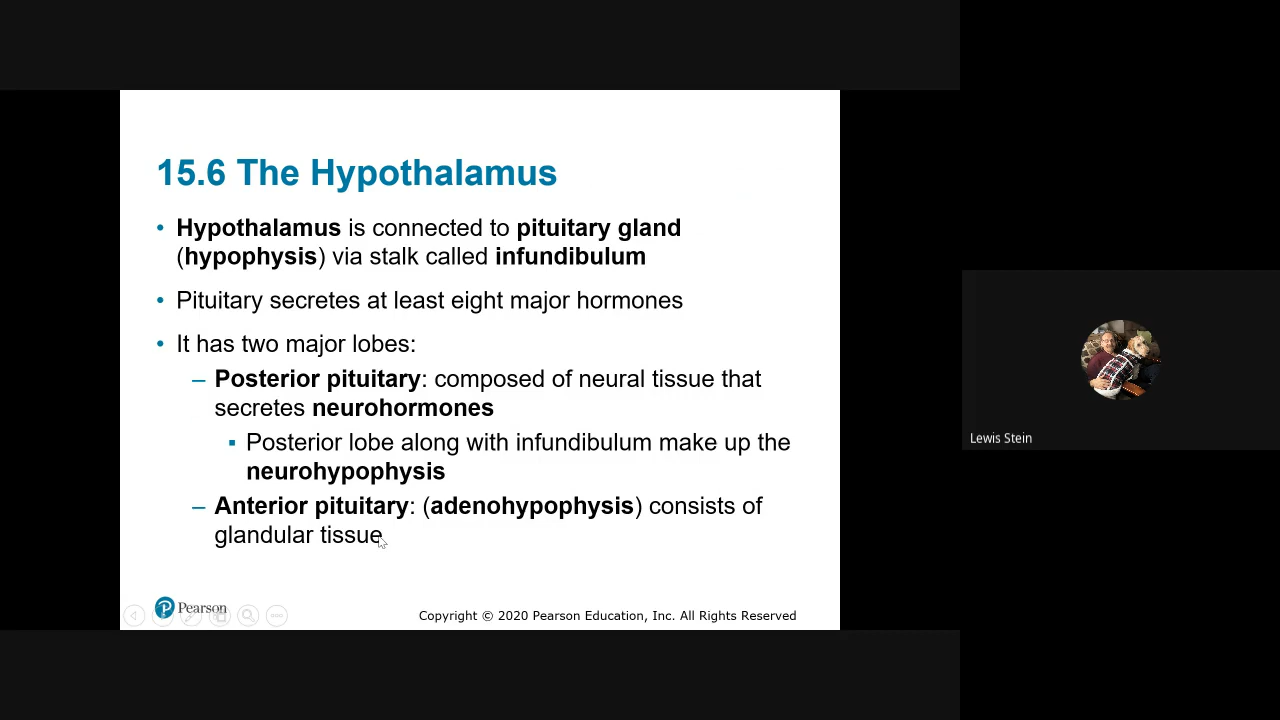 15.6 The Hypothalamus
• Hypothalamus is connected to pituitary gland
(hypophysis) via stalk called infundibulum
• Pituitary secretes at least eight major hormones
• It has two major lobes:
– Posterior pituitary: composed of neural tissue that
secretes neurohormones
▪ Posterior lobe along with infundibulum make up the
neurohypophysis
– Anterior pituitary: (adenohypophysis) consists of
glandular tissue
Pearson
Copyright © 2020 Pearson Education, Inc. All Rights Reserved
Lewis Stein